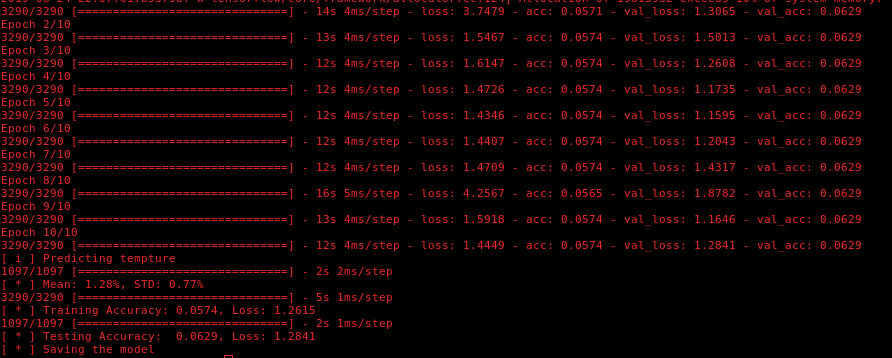 3290/3290 [==============================] - 14s 4ms/step - loss: 3.7479 - acc: 0.0571 - val_loss: 1.3065 - val_acc: 0.0629
Epoch 2/10
3290/3290 [==============================] - 13s 4ms/step - loss: 1.5467 - acc: 0.0574 - val_loss: 1.5013 - val_acc: 0.0629
Epoch 3/10
3290/3290 [==============================] - 12s 4ms/step - loss: 1.6147 - acc: 0.0574 - val_loss: 1.2608 - val_acc: 0.0629
Epoch 4/10
3290/3290 [==============================] - 12s 4ms/step - loss: 1.4726 - acc: 0.0574 - val_loss: 1.1735 - val_acc: 0.0629
Epoch 5/10
3290/3290 [==============================] - 12s 4ms/step - loss: 1.4346 - acc: 0.0574 - val_loss: 1.1595 - val_acc: 0.0629
Epoch 6/10
3290/3290 [==============================] - 12s 4ms/step - loss: 1.4407 - acc: 0.0574 - val_loss: 1.2043 - val_acc: 0.0629
Epoch 7/10
3290/3290 [==============================] - 12s 4ms/step - loss: 1.4709 - acc: 0.0574 - val_loss: 1.4317 - val_acc: 0.0629
Epoch 8/10
3290/3290 [==============================] - 16s 5ms/step - loss: 4.2567 - acc: 0.0565 - val_loss: 1.8782 - val_acc: 0.0629
Epoch 9/10
3290/3290 [==============================] - 13s 4ms/step - loss: 1.5918 - acc: 0.0574 - val_loss: 1.1646 - val_acc: 0.0629
Epoch 10/10
3290/3290 [==============================] - 12s 4ms/step - loss: 1.4449 - acc: 0.0574 - val_loss: 1.2841 - val_acc: 0.0629
[ i ] Predicting tempture
1097/1097 [==============================] - 2s 2ms/step
[ * ] Mean: 1.28%, STD: 0.77%
3290/3290 [==============================] - 5s 1ms/step
[ * ] Training Accuracy: 0.0574, Loss: 1.2615
1097/1097 [==============================] - 2s 1ms/step
[ * ] Testing Accuracy:  0.0629, Loss: 1.2841
[ * ] Saving the model